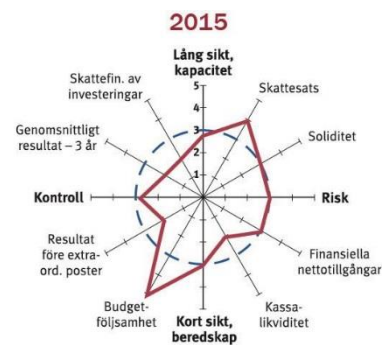 2015
Lång sikt,
kapacitet
5
4
3
2
1
Skattefin. av
investeringar
Skattesats
Genomsnittligt
resultat – 3 år
Soliditet
Kontroll
Risk
Resultat
före extra-
ord. poster
Finansiella
nettotillgångar
Budget-
följsamhet
Kassa-
likviditet
Kort sikt,
beredskap